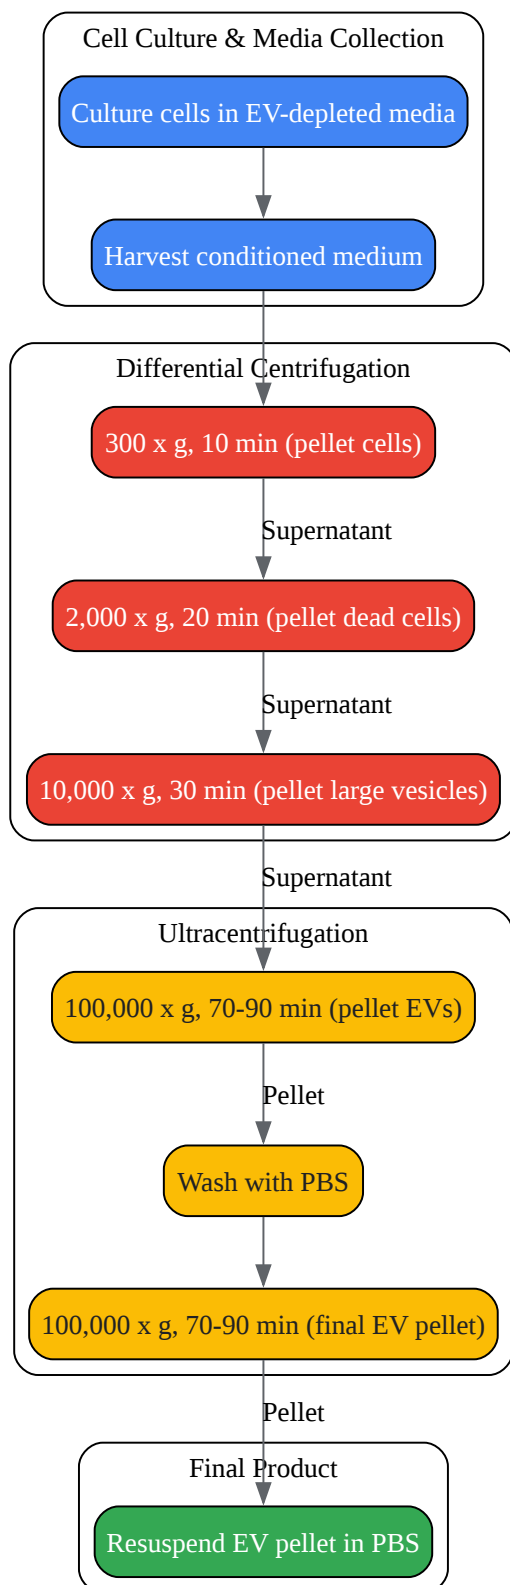 Cell Culture & Media Collection
Culture cells in EV-depleted media
Harvest conditioned medium
Differential Centrifugation
300 x g, 10 min (pellet cells)
Supernatant
2,000 x g, 20 min (pellet dead cells)
Supernatant
10,000 x g, 30 min (pellet large vesicles)
Supernatant
Ultracentrifugation
100,000 x g, 70-90 min (pellet EVs)
Pellet
Wash with PBS
100,000 x g, 70-90 min (final EV pellet)
Pellet
Final Product
Resuspend EV pellet in PBS